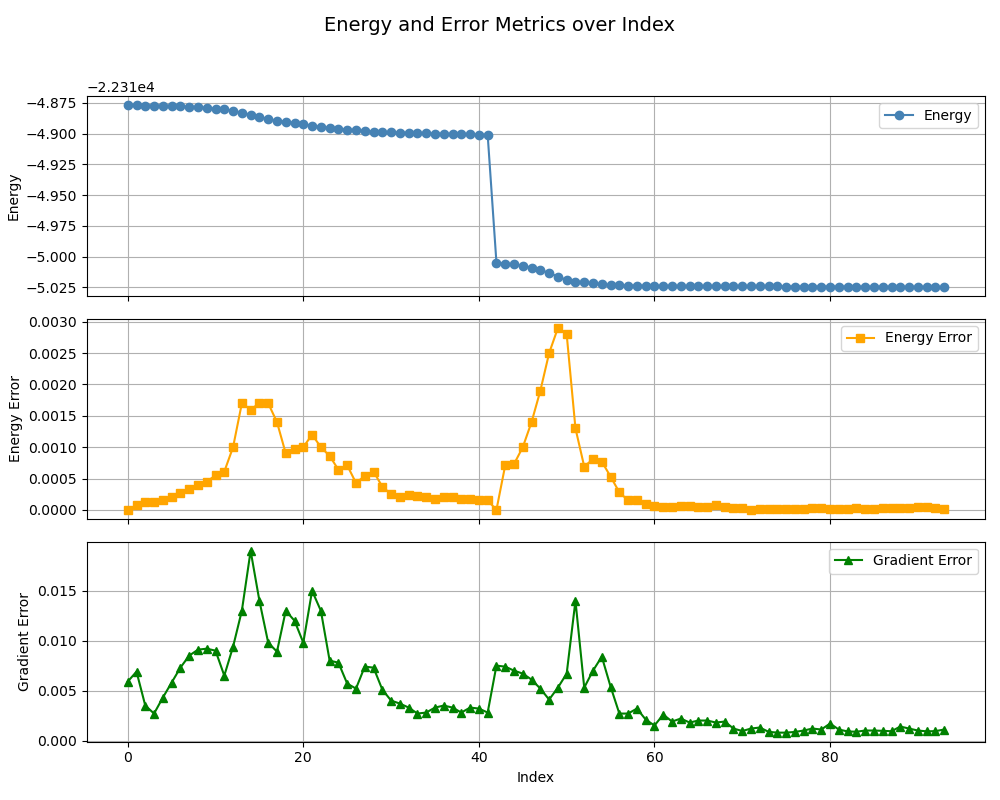 Energy and Error Metrics over Index
−2.231e4
−4.875
−4.900
−4.925
−4.950
−4.975
−5.000
−5.025
Energy
Energy
0.0030
0.0025
0.0020
0.0015
0.0010
0.0005
0.0000
Energy Error
Energy Error
0.015
0.010
0.005
0.000
Gradient Error
Gradient Error
0 20 40 60 80
Index